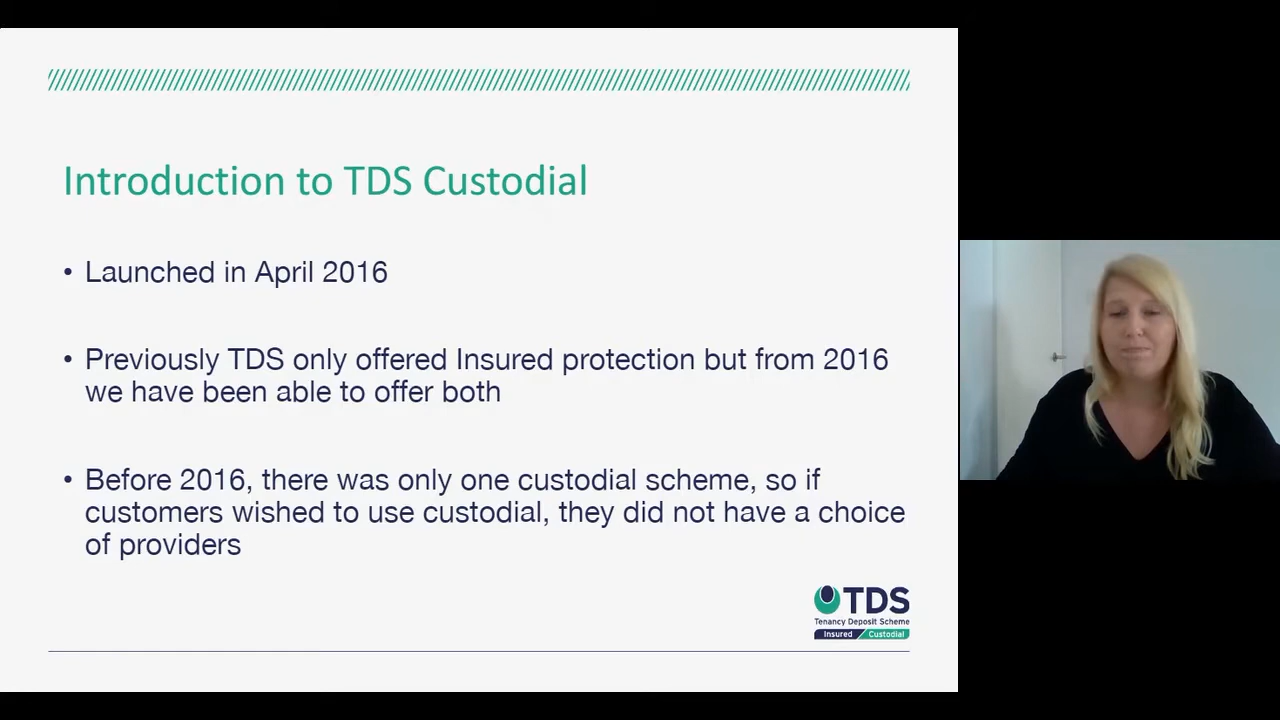 Introduction to TDS Custodial
• Launched in April 2016
• Previously TDS only offered Insured protection but from 2016
we have been able to offer both
• Before 2016, there was only one custodial scheme, so if
customers wished to use custodial, they did not have a choice
of providers
TDS
Tenancy Deposit Scheme
Insured Custodial